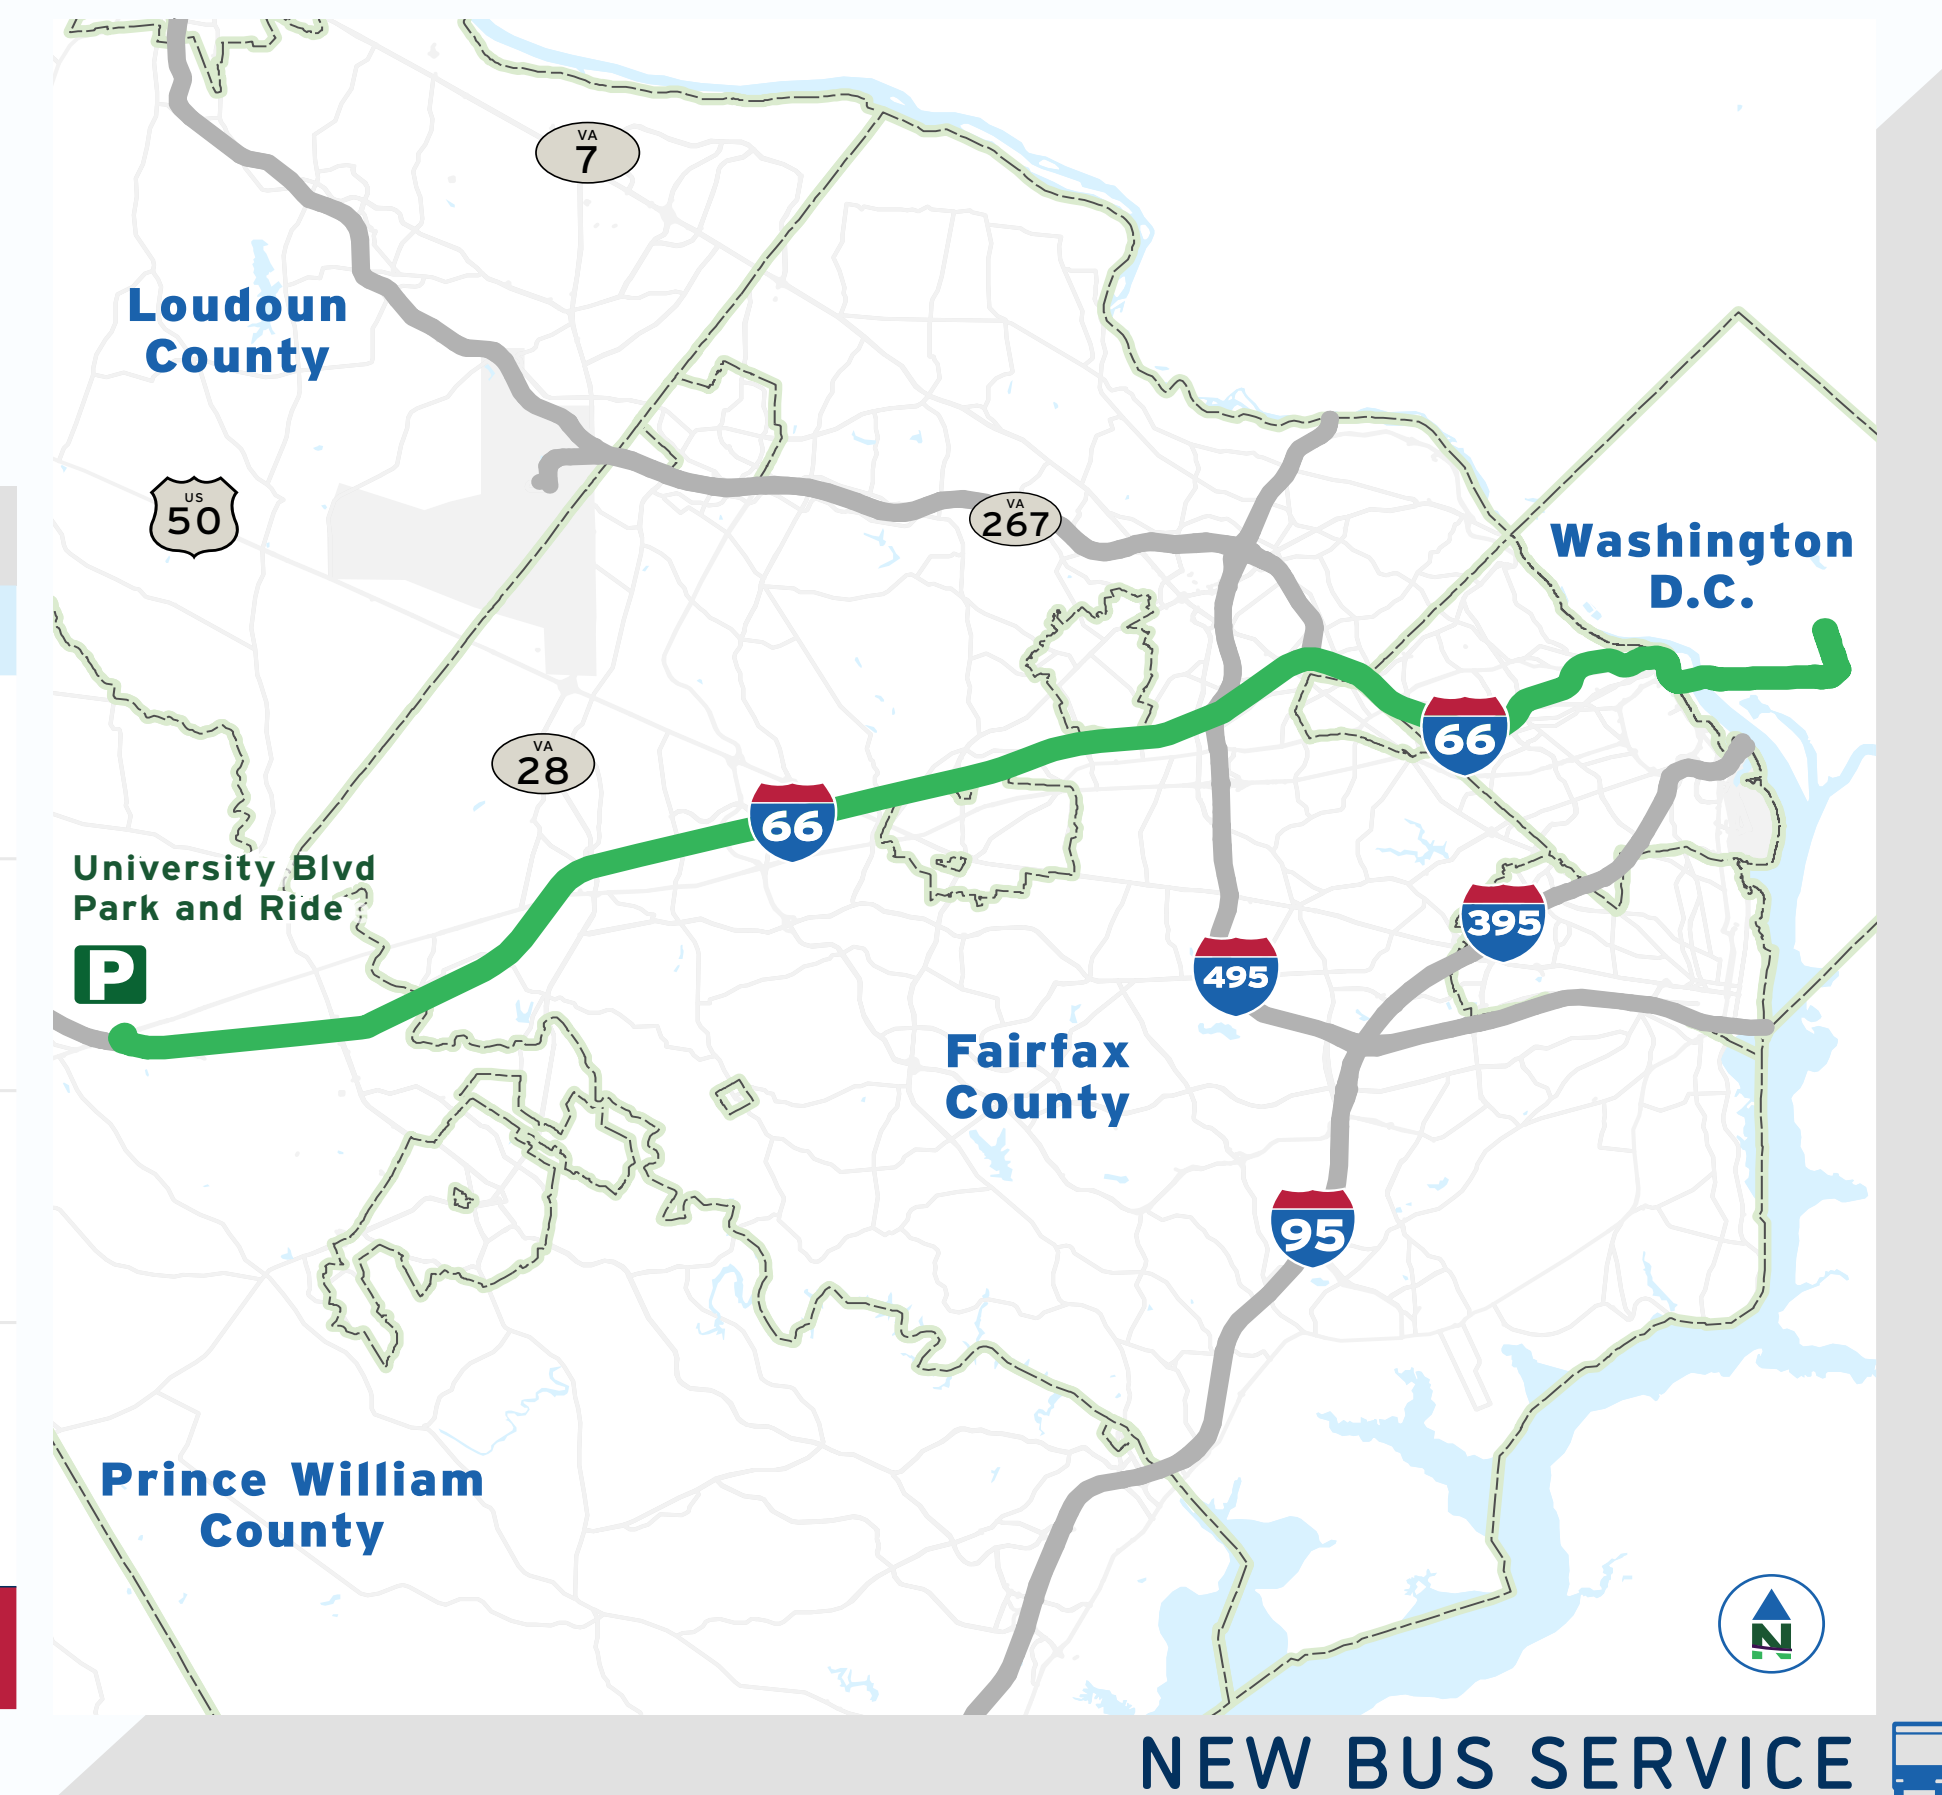 VA
7
Loudoun
County
US
50
VA
267
Washington
D.C.
66
VA
28
66
University Blvd
Park and Ride
P
395
495
Fairfax
County
95
Prince William
County
N
NEW BUS SERVICE